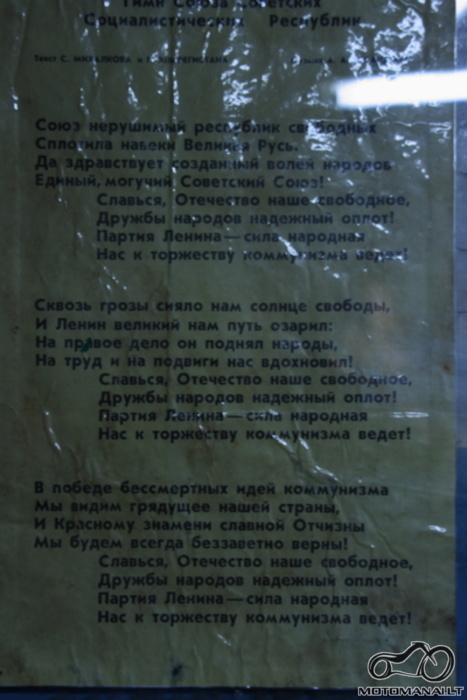 Гимн Союза Советских
Социалистических Республик
Текст С. МИХАЛКОВА и
Союз нерушимый республик свободных
Сплотила навеки Великая Русь.
Да здравствует созданный волей народов
Единый, могучий Советский Союз!
Славься, Отечество наше свободное,
Дружбы народов надежный оплот!
Партия Ленина — сила народная
Нас к торжеству коммунизма ведет!
Сквозь грозы сияло нам солнце свободы,
И Ленин великий нам путь озарил:
На правое дело он поднял народы,
На труд и на подвиги нас вдохновил!
Славься, Отечество наше свободное,
Дружбы народов надежный оплот!
Партия Ленина — сила народная
Нас к торжеству коммунизма ведет!
В победе бессмертных идей коммунизма
Мы видим грядущее нашей страны,
И Красному знамени славной Отчизны
Мы будем всегда беззаветно верны!
Славься, Отечество наше свободное,
Дружбы народов надежный оплот!
Партия Ленина — сила народная
Нас к торжеству коммунизма ведет!
MOTOMANAI.LT